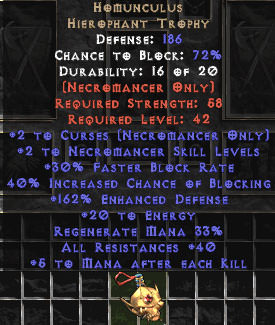 Homunculus
Hierophant Trophy
Defense: 186
Chance to Block: 72%
Durability: 16 of 20
(Necromancer Only)
Required Strength: 58
Required Level: 42
+2 to Curses (Necromancer Only)
+2 to Necromancer Skill Levels
+30% Faster Block Rate
40% Increased Chance of Blocking
+162% Enhanced Defense
+20 to Energy
Regenerate Mana 33%
All Resistances +40
+5 to Mana after each Kill